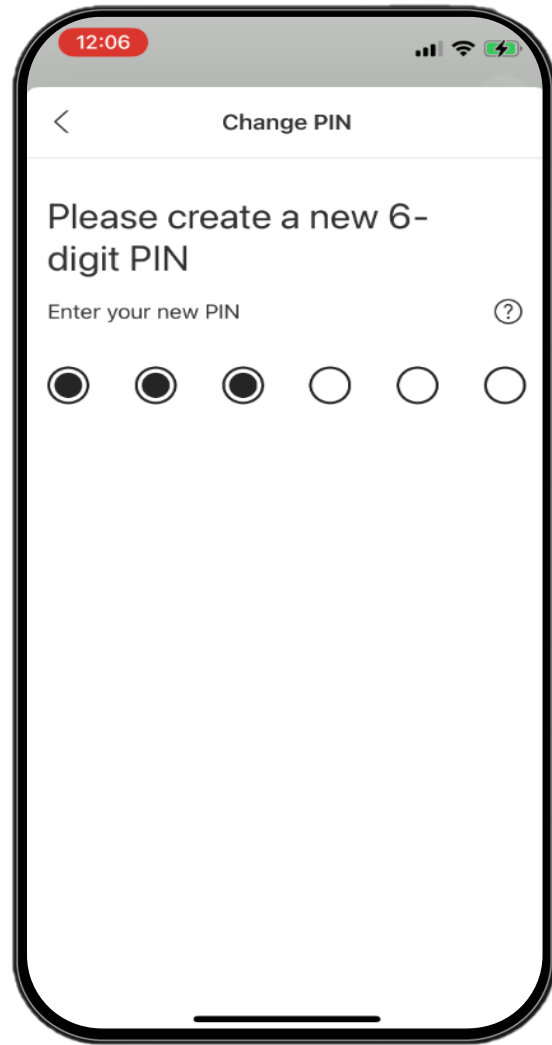 12:06
Change PIN
Please create a new 6-
digit PIN
Enter your new PIN
?